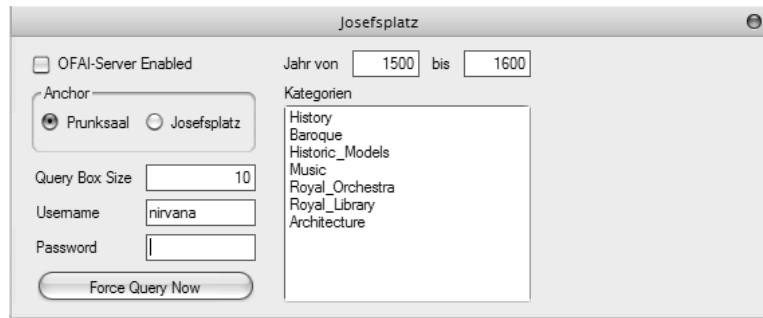 Josefsplatz
OFAI-Server Enabled
Anchor
Prunksaal Josefsplatz
Query Box Size 10
Username nirvana
Password
Force Query Now
Jahr von 1500 bis 1600
Kategorien
History
Baroque
Historic_Models
Music
Royal_Orchestra
Royal_Library
Architecture